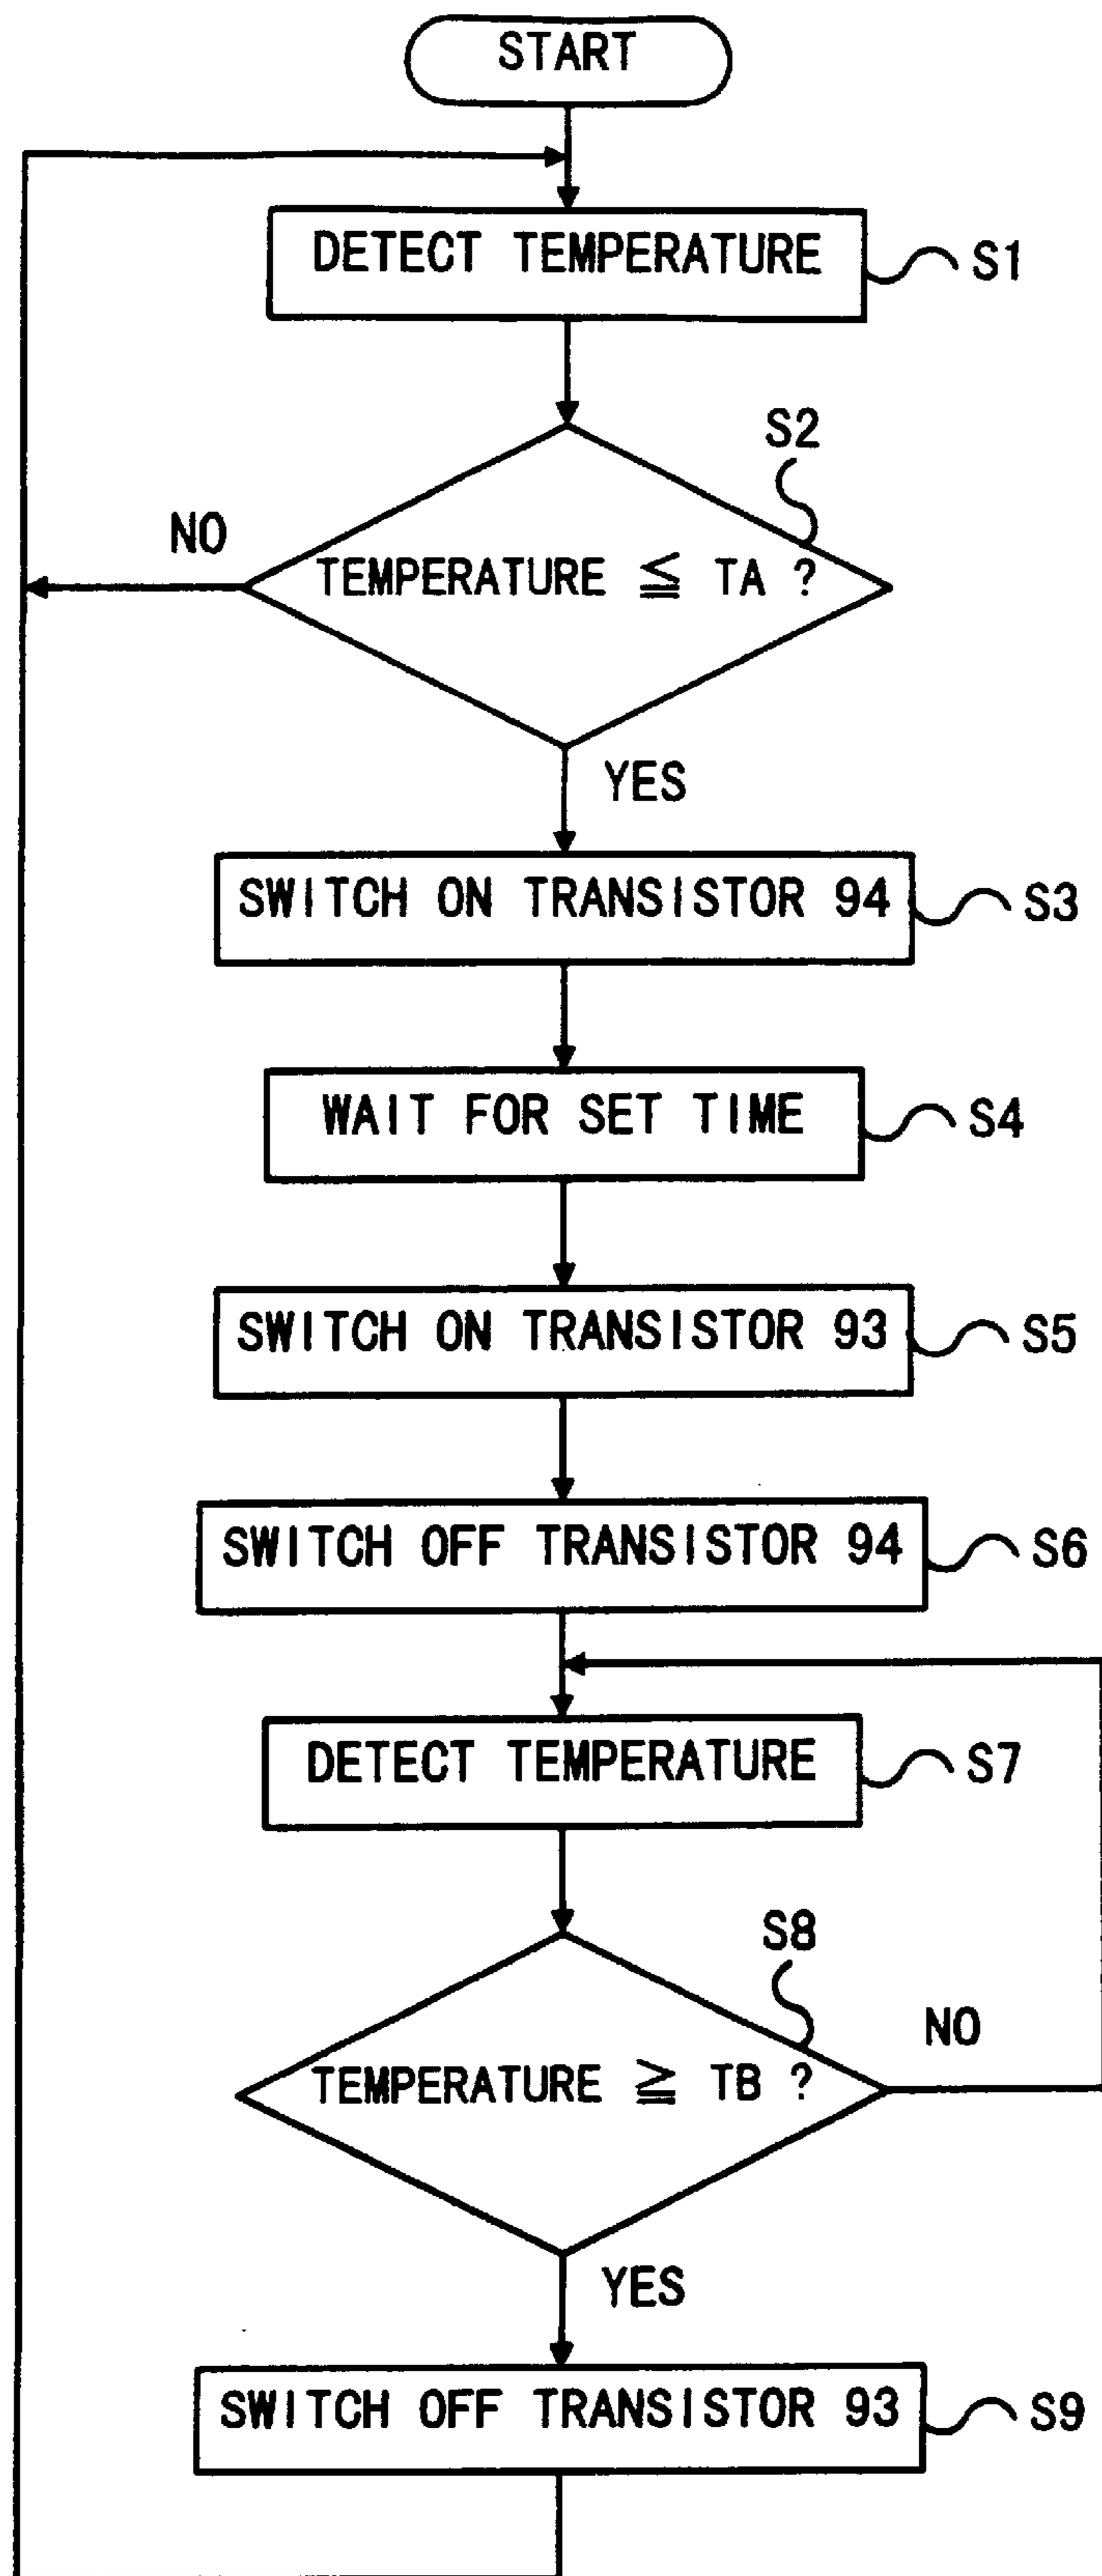 START
DETECT TEMPERATURE
S1
S2
NO
TEMPERATURE ≦ TA ?
YES
SWITCH ON TRANSISTOR 94
S3
WAIT FOR SET TIME
S4
SWITCH ON TRANSISTOR 93
S5
SWITCH OFF TRANSISTOR 94
S6
DETECT TEMPERATURE
S7
S8
NO
TEMPERATURE ≧ TB ?
YES
SWITCH OFF TRANSISTOR 93
S9